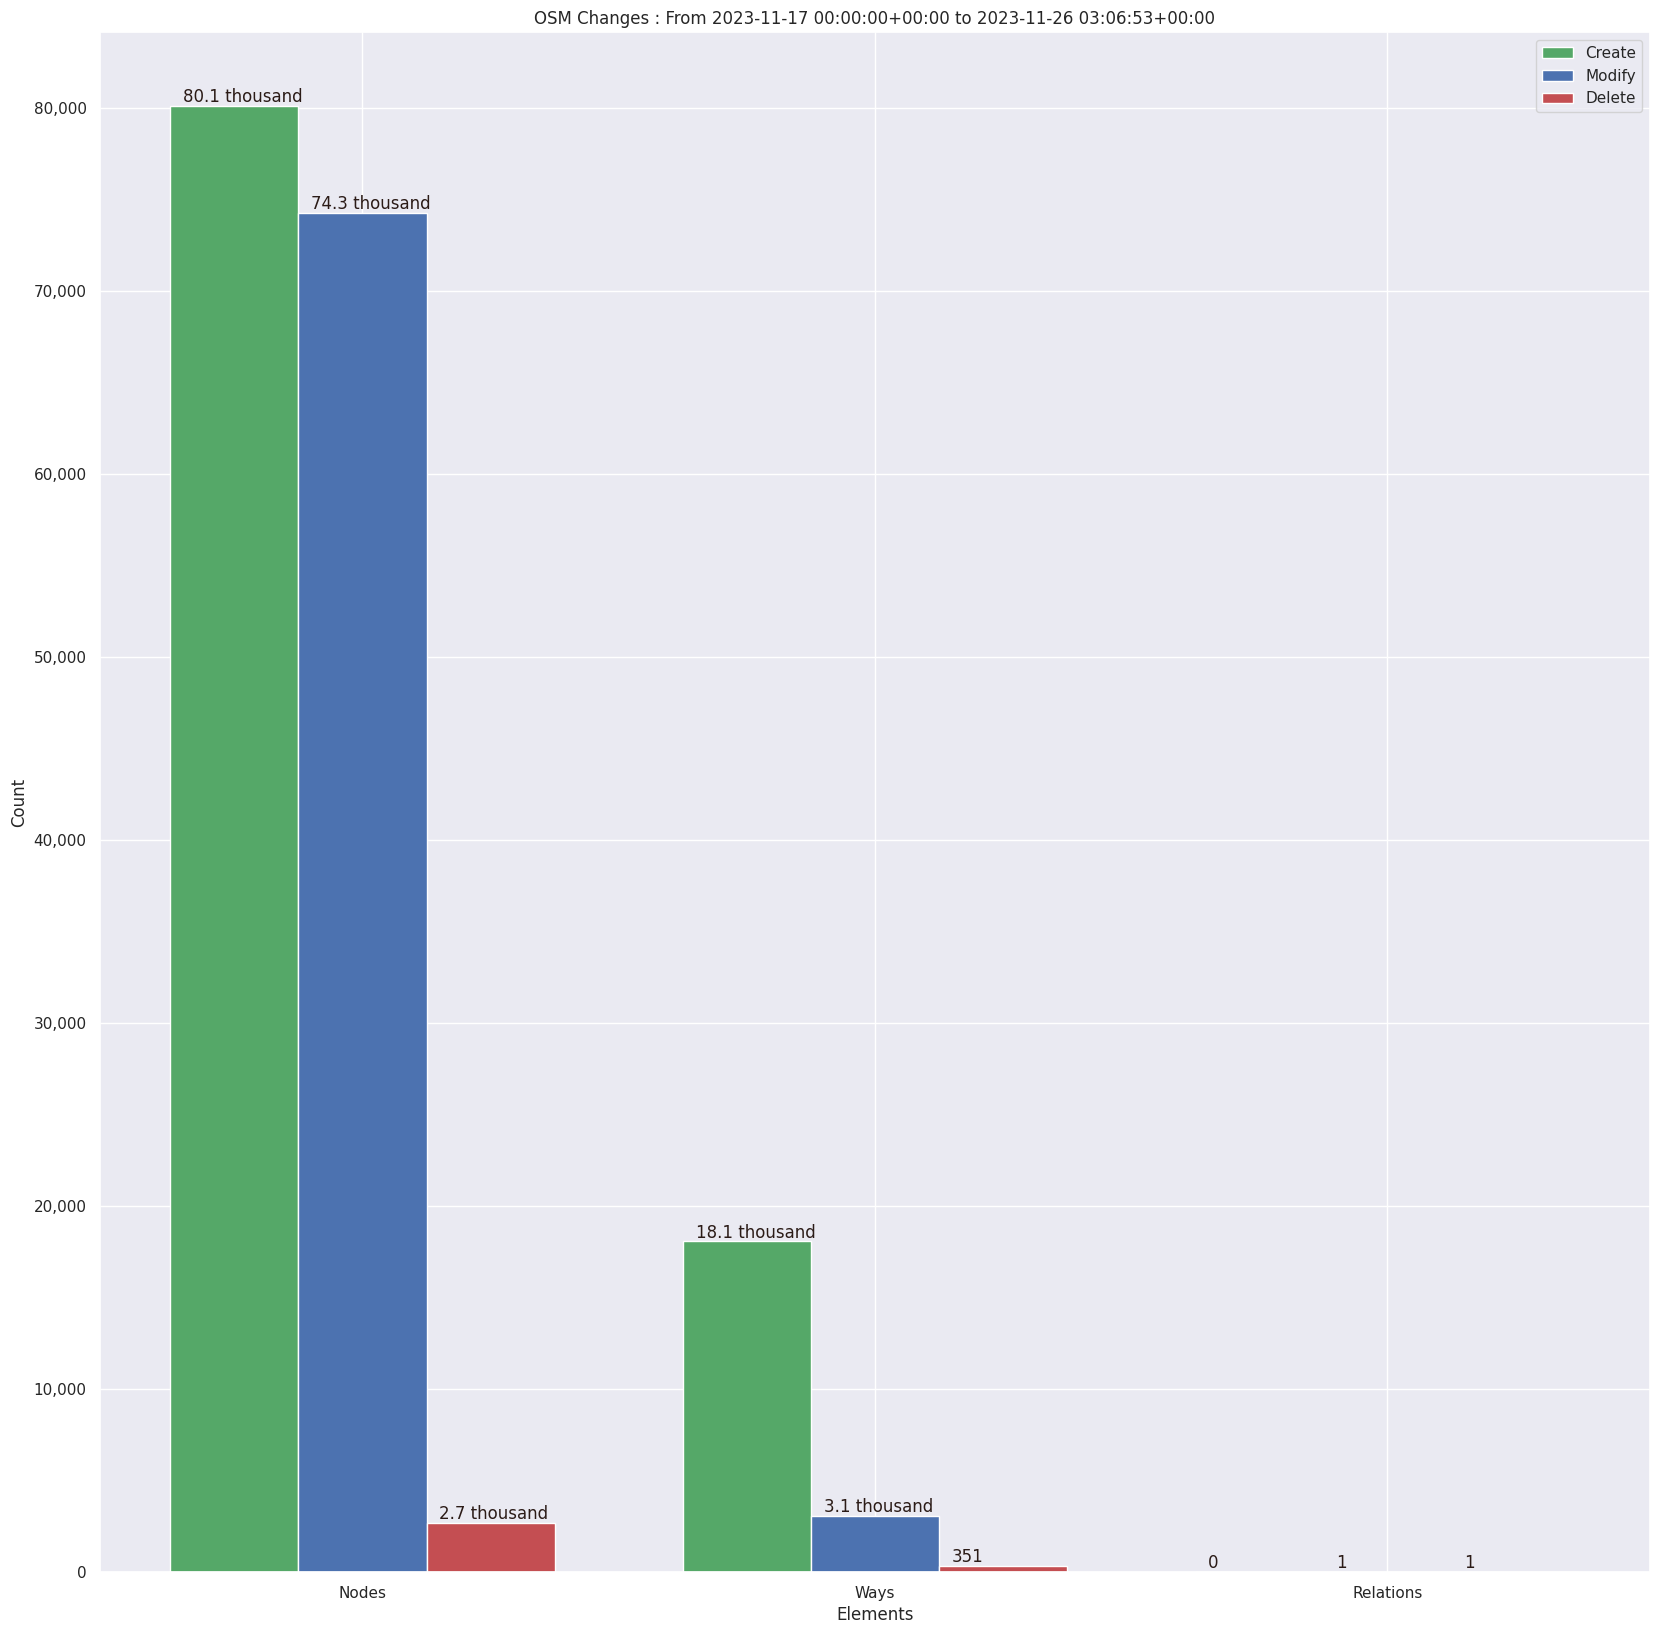 OSM Changes : From 2023-11-17 00:00:00+00:00 to 2023-11-26 03:06:53+00:00
Create
Modify
Delete
80,000
70,000
60,000
50,000
40,000
30,000
20,000
10,000
0
Count
80.1 thousand
74.3 thousand
2.7 thousand
18.1 thousand
3.1 thousand
351
0
1
1
Nodes
Ways
Relations
Elements